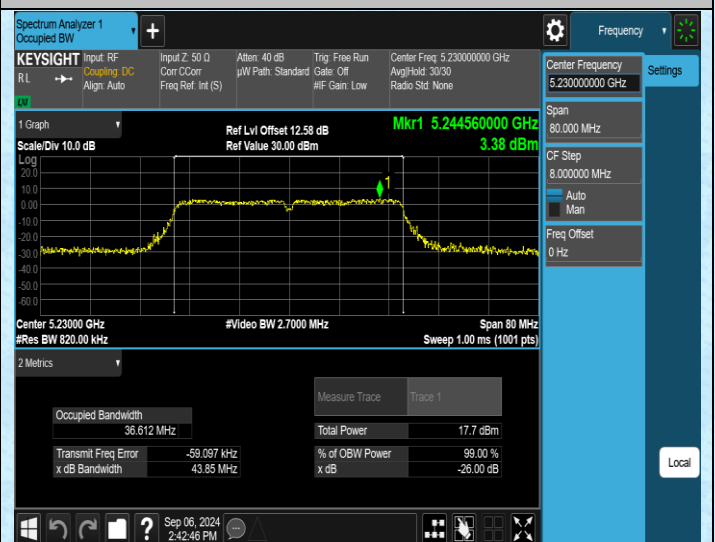 Spectrum Analyzer 1
Occupied BW
Frequency
KEYSIGHT
RL
LXI
Input: RF
Coupling: DC
Align: Auto
Input Z: 50 Ω
Corr CCorr
Freq Ref: Int (S)
Atten: 40 dB
µW Path: Standard
Trig: Free Run
Gate: Off
#IF Gain: Low
Center Freq: 5.230000000 GHz
Avg|Hold: 30/30
Radio Std: None
Center Frequency
5.230000000 GHz
Settings
Span
80.000 MHz
CF Step
8.000000 MHz
Auto
Man
Freq Offset
0 Hz
1 Graph
Scale/Div 10.0 dB
Ref Lvl Offset 12.58 dB
Ref Value 30.00 dBm
Mkr1 5.244560000 GHz
3.38 dBm
Log
20.0
10.0
0.00
-10.0
-20.0
-30.0
-40.0
-50.0
-60.0
1
Center 5.23000 GHz
#Res BW 820.00 kHz
#Video BW 2.7000 MHz
Span 80 MHz
Sweep 1.00 ms (1001 pts)
2 Metrics
Measure Trace
Trace 1
Occupied Bandwidth
36.612 MHz
Total Power
17.7 dBm
Transmit Freq Error
-59.097 kHz
% of OBW Power
99.00 %
x dB Bandwidth
43.85 MHz
x dB
-26.00 dB
Local
?
Sep 06, 2024
2:42:46 PM